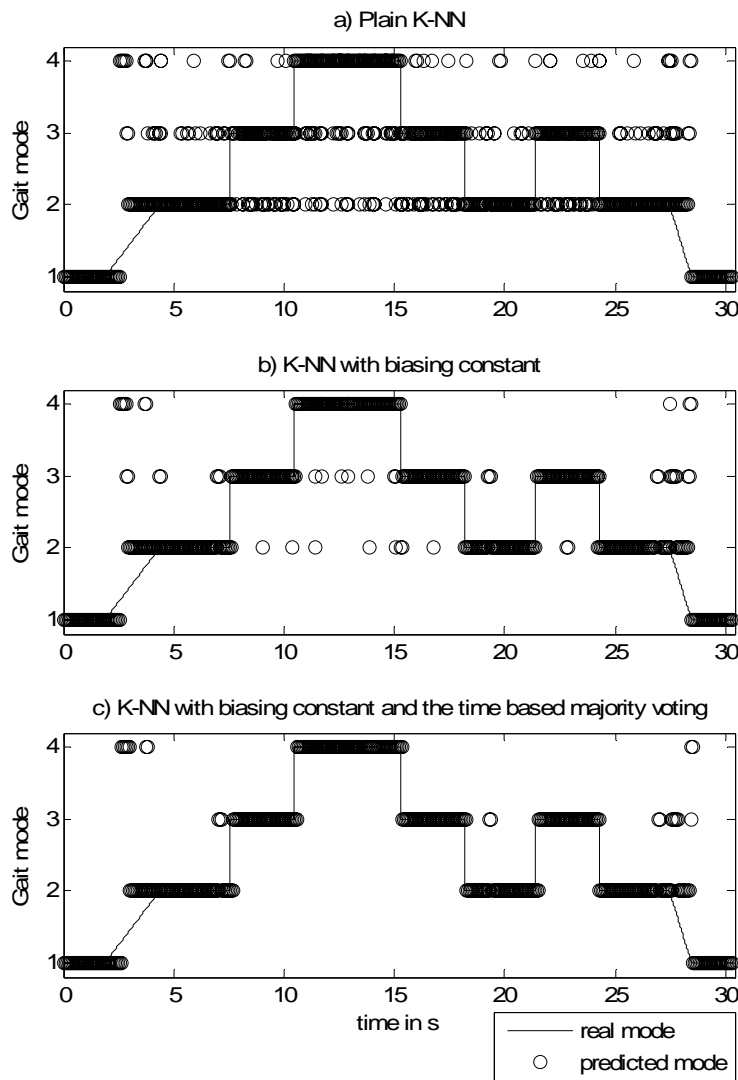 a) Plain K-NN
4
3
2
1
Gait mode
0 5 10 15 20 25 30
b) K-NN with biasing constant
4
3
2
1
Gait mode
0 5 10 15 20 25 30
c) K-NN with biasing constant and the time based majority voting
4
3
2
1
Gait mode
0 5 10 15 20 25 30
time in s
real mode
predicted mode